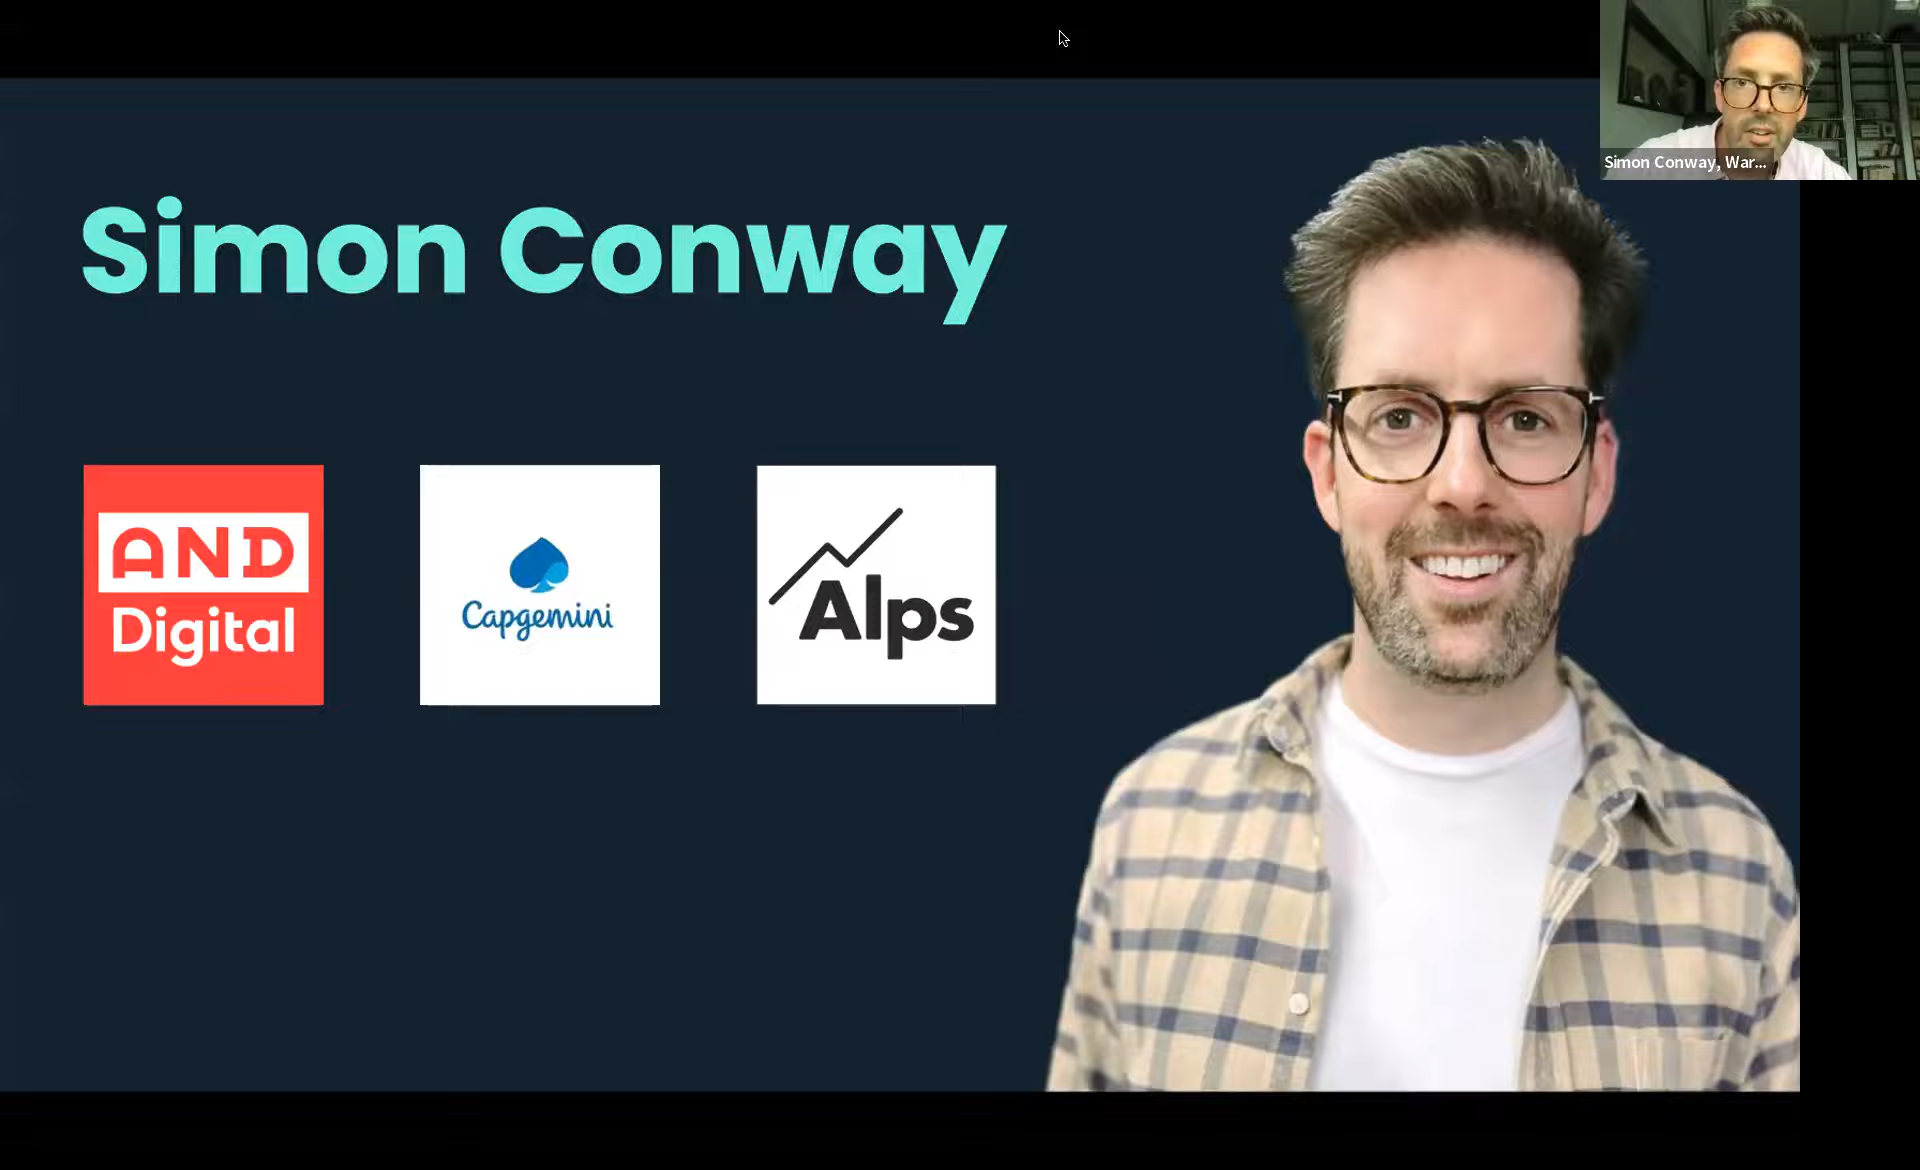 Simon Conway, War...
Simon Conway
AND
Digital
Capgemini
Alps